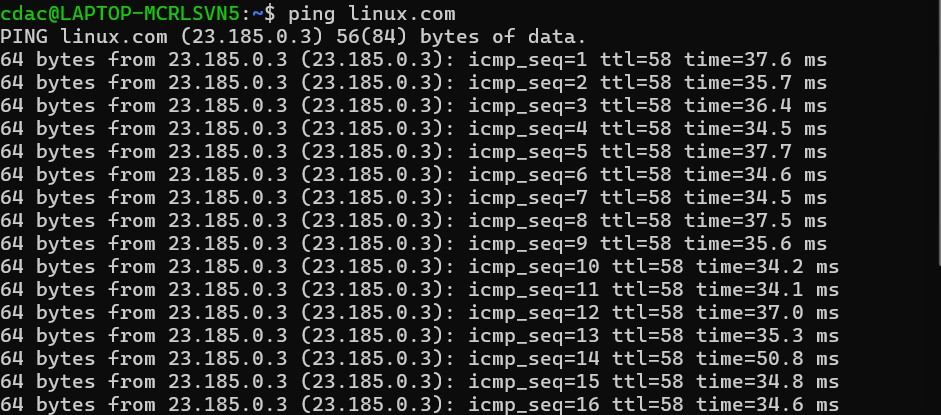 cdac@LAPTOP-MCRLSVN5:~$ ping linux.com
PING linux.com (23.185.0.3) 56(84) bytes of data.
64 bytes from 23.185.0.3 (23.185.0.3): icmp_seq=1 ttl=58 time=37.6 ms
64 bytes from 23.185.0.3 (23.185.0.3): icmp_seq=2 ttl=58 time=35.7 ms
64 bytes from 23.185.0.3 (23.185.0.3): icmp_seq=3 ttl=58 time=36.4 ms
64 bytes from 23.185.0.3 (23.185.0.3): icmp_seq=4 ttl=58 time=34.5 ms
64 bytes from 23.185.0.3 (23.185.0.3): icmp_seq=5 ttl=58 time=37.7 ms
64 bytes from 23.185.0.3 (23.185.0.3): icmp_seq=6 ttl=58 time=34.6 ms
64 bytes from 23.185.0.3 (23.185.0.3): icmp_seq=7 ttl=58 time=34.5 ms
64 bytes from 23.185.0.3 (23.185.0.3): icmp_seq=8 ttl=58 time=37.5 ms
64 bytes from 23.185.0.3 (23.185.0.3): icmp_seq=9 ttl=58 time=35.6 ms
64 bytes from 23.185.0.3 (23.185.0.3): icmp_seq=10 ttl=58 time=34.2 ms
64 bytes from 23.185.0.3 (23.185.0.3): icmp_seq=11 ttl=58 time=34.1 ms
64 bytes from 23.185.0.3 (23.185.0.3): icmp_seq=12 ttl=58 time=37.0 ms
64 bytes from 23.185.0.3 (23.185.0.3): icmp_seq=13 ttl=58 time=35.3 ms
64 bytes from 23.185.0.3 (23.185.0.3): icmp_seq=14 ttl=58 time=50.8 ms
64 bytes from 23.185.0.3 (23.185.0.3): icmp_seq=15 ttl=58 time=34.8 ms
64 bytes from 23.185.0.3 (23.185.0.3): icmp_seq=16 ttl=58 time=34.6 ms